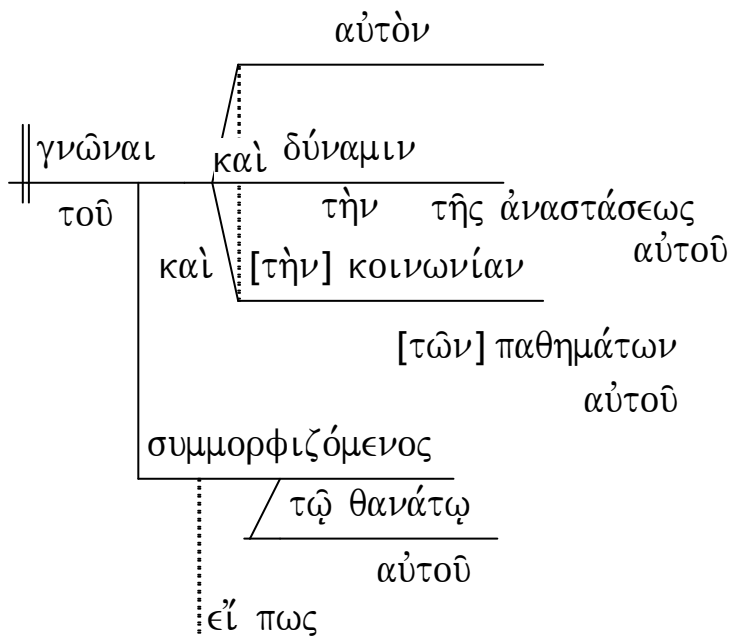 αὐτὸν
γνῶναι καὶ δύναμιν
τοῦ τὴν τῆς ἀναστάσεως
αὐτοῦ
καὶ [τὴν] κοινωνίαν
[τῶν] παθημάτων
αὐτοῦ
συμμορφιζόμενος
τῷ θανάτῳ
αὐτοῦ
εἴ πως